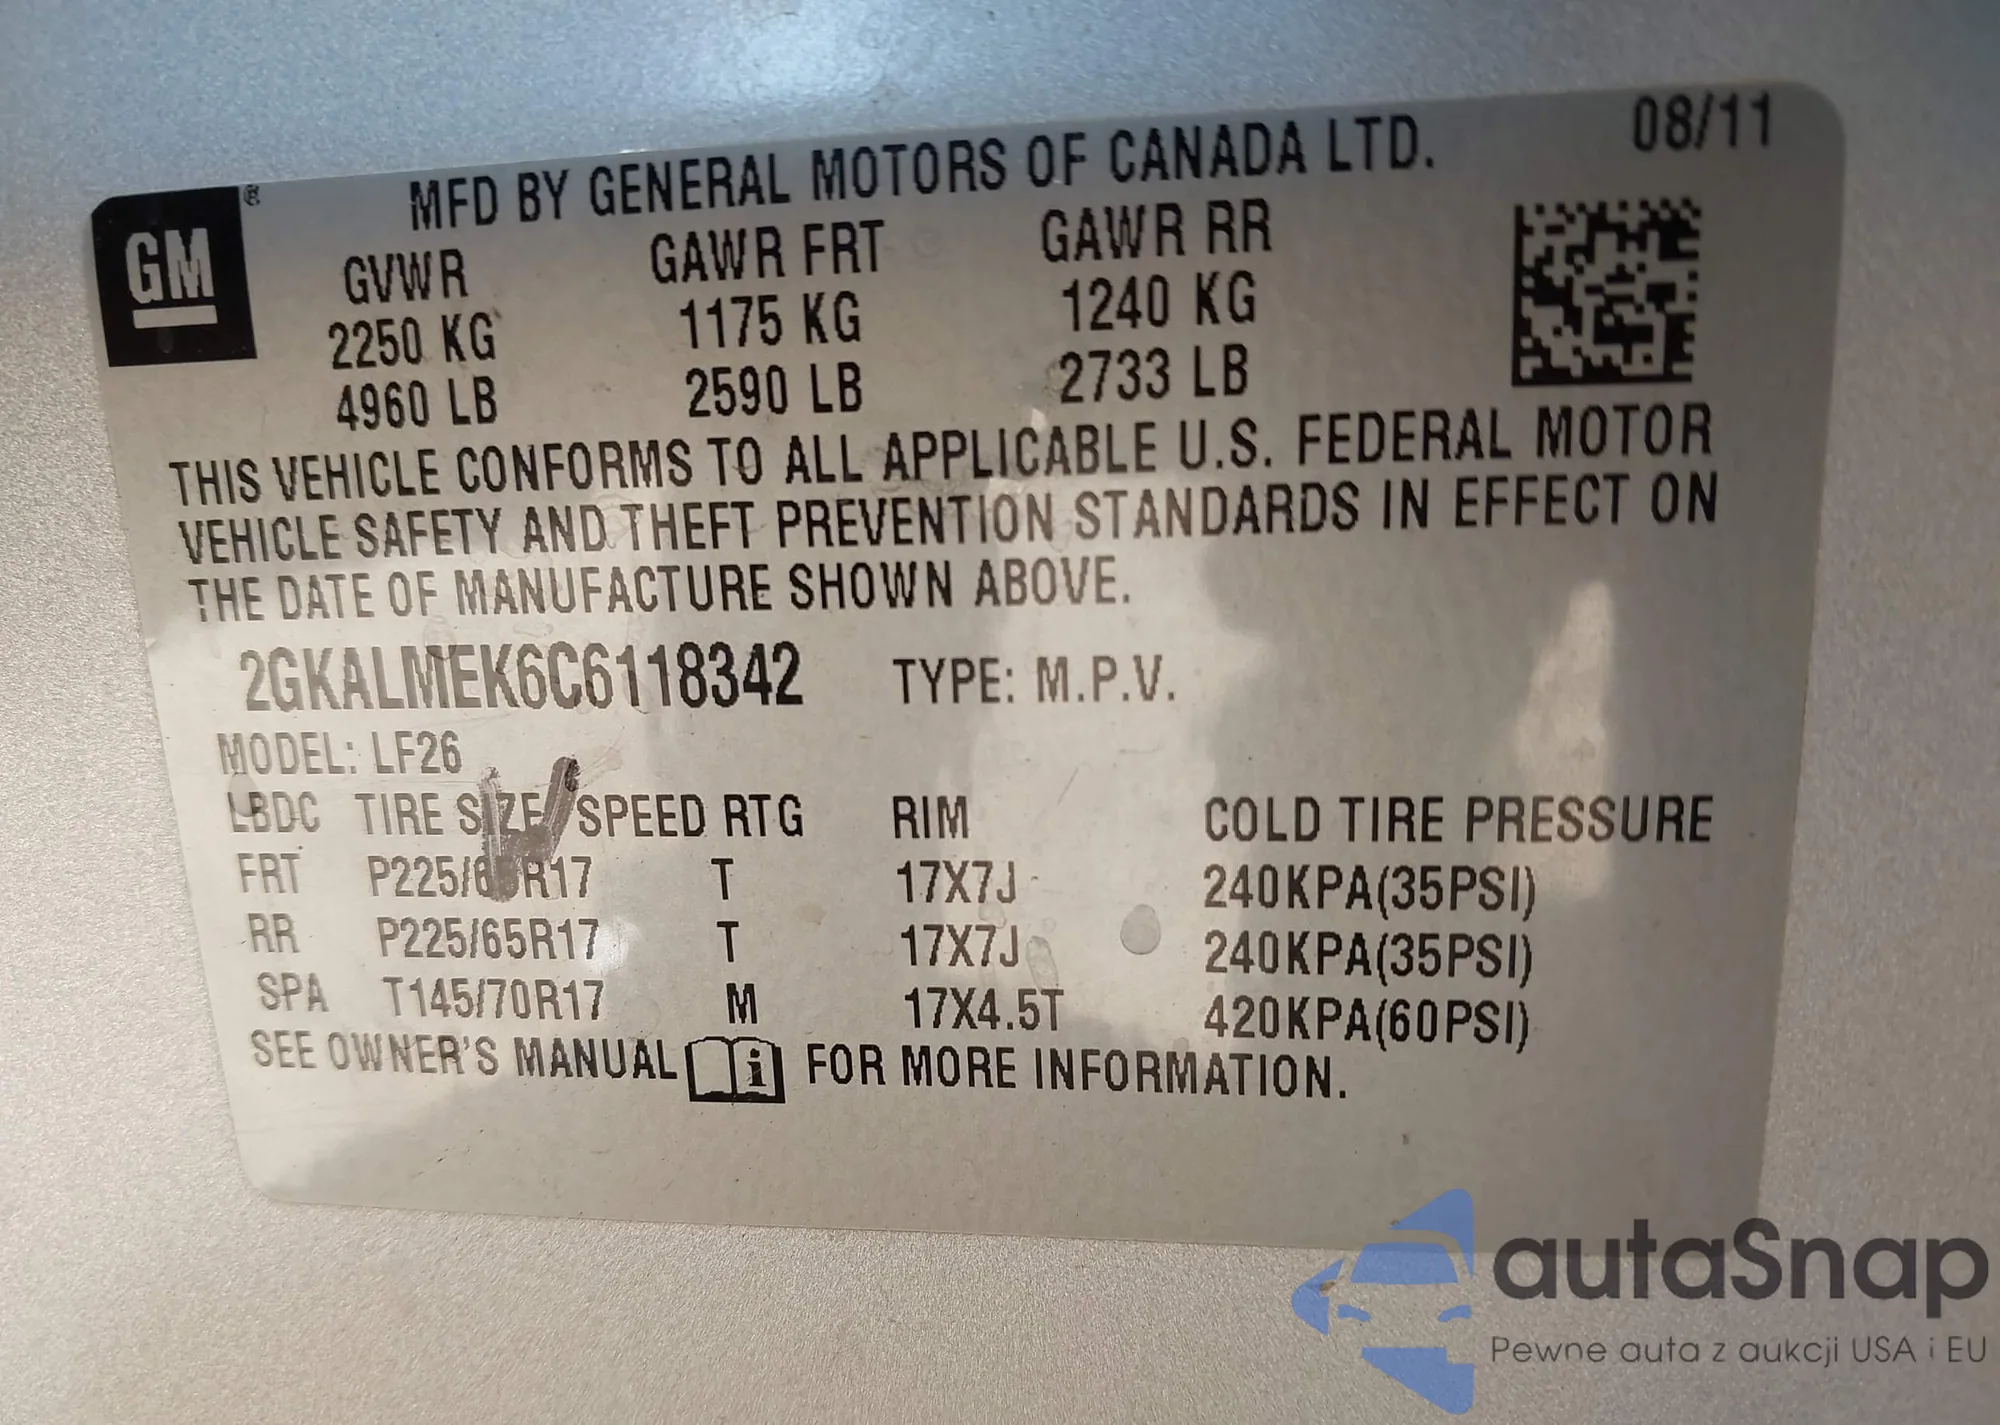 08/11
GM ®
MFD BY GENERAL MOTORS OF CANADA LTD.
GVWR GAWR FRT GAWR RR
2250 KG 1175 KG 1240 KG
4960 LB 2590 LB 2733 LB
THIS VEHICLE CONFORMS TO ALL APPLICABLE U.S. FEDERAL MOTOR
VEHICLE SAFETY AND THEFT PREVENTION STANDARDS IN EFFECT ON
THE DATE OF MANUFACTURE SHOWN ABOVE.
2GKALMEK6C6118342 TYPE: M.P.V.
MODEL: LF26
LBDC TIRE SIZE/SPEED RTG RIM COLD TIRE PRESSURE
FRT P225/65R17 T 17X7J 240KPA(35PSI)
RR P225/65R17 T 17X7J 240KPA(35PSI)
SPA T145/70R17 M 17X4.5T 420KPA(60PSI)
SEE OWNER'S MANUAL i FOR MORE INFORMATION.
autaSnap
Pewne auta z aukcji USA i EU